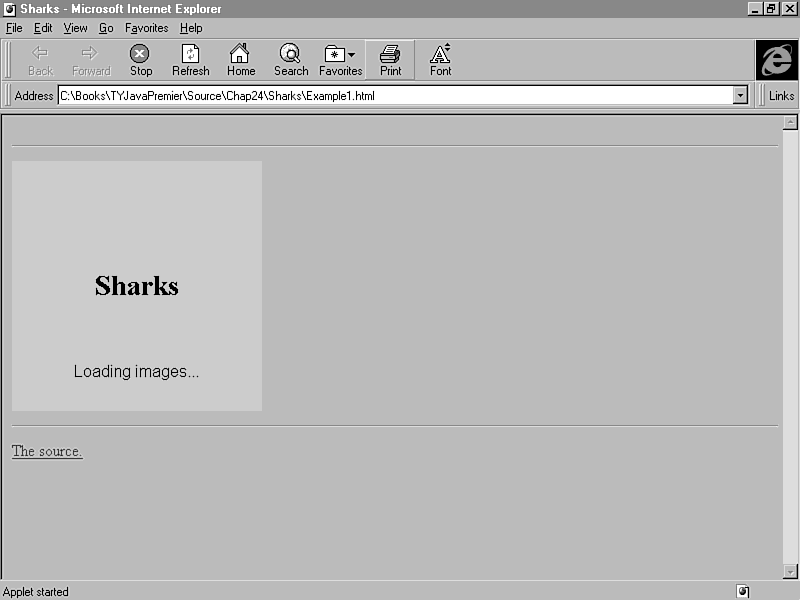 Sharks - Microsoft Internet Explorer
File Edit View Go Favorites Help
Back Forward Stop Refresh Home Search Favorites Print Font
Address C:\Books\TYJavaPremier\Source\Chap24\Sharks\Example1.html Links
Sharks
Loading images...
The source.
Applet started